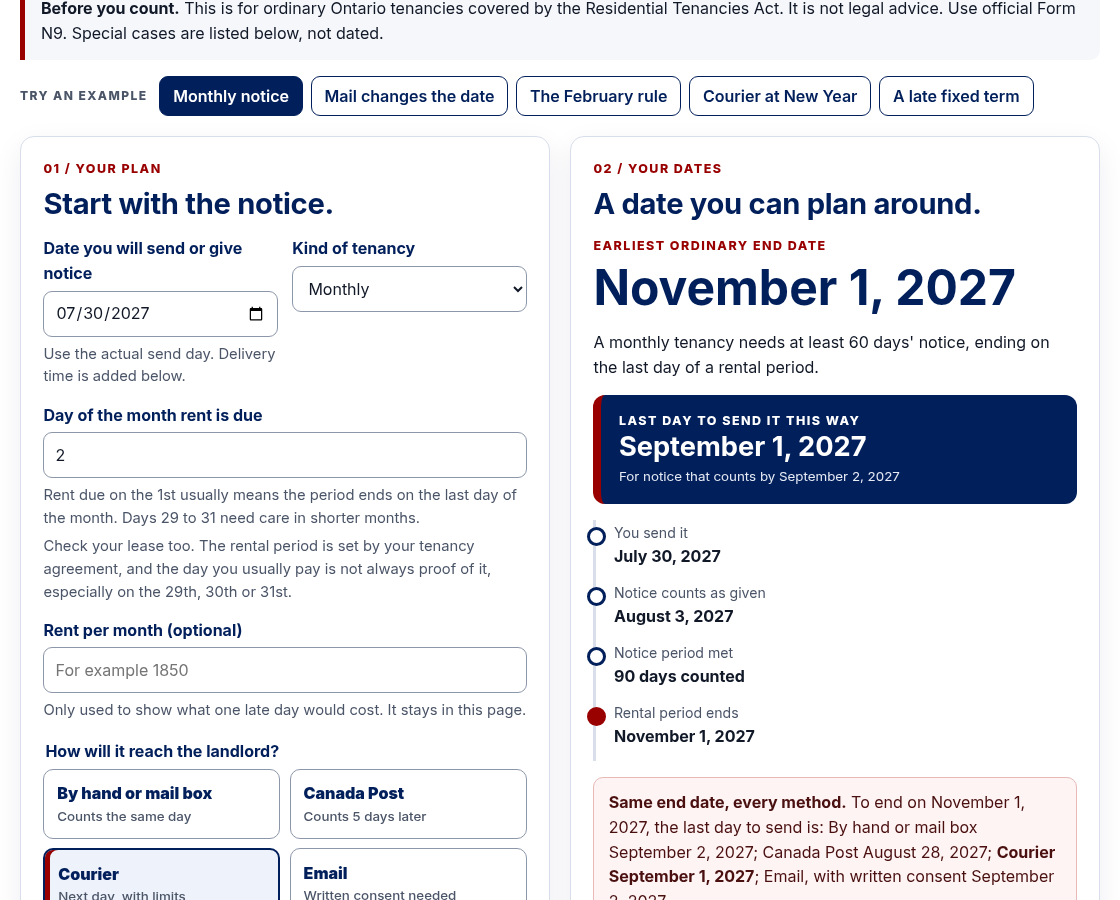 Before you count. This is for ordinary Ontario tenancies covered by the Residential Tenancies Act. It is not legal advice. Use official Form
N9. Special cases are listed below, not dated.
TRY AN EXAMPLE
Monthly notice
Mail changes the date
The February rule
Courier at New Year
A late fixed term
01 / YOUR PLAN
Start with the notice.
Date you will send or give
notice
07/30/2027
Use the actual send day. Delivery
time is added below.
Kind of tenancy
Monthly
Day of the month rent is due
2
Rent due on the 1st usually means the period ends on the last day of
the month. Days 29 to 31 need care in shorter months.
Check your lease too. The rental period is set by your tenancy
agreement, and the day you usually pay is not always proof of it,
especially on the 29th, 30th or 31st.
Rent per month (optional)
For example 1850
Only used to show what one late day would cost. It stays in this page.
How will it reach the landlord?
By hand or mail box
Counts the same day
Canada Post
Counts 5 days later
Courier
Next day, with limits
Email
Written consent needed
02 / YOUR DATES
A date you can plan around.
EARLIEST ORDINARY END DATE
November 1, 2027
A monthly tenancy needs at least 60 days' notice, ending on
the last day of a rental period.
LAST DAY TO SEND IT THIS WAY
September 1, 2027
For notice that counts by September 2, 2027
You send it
July 30, 2027
Notice counts as given
August 3, 2027
Notice period met
90 days counted
Rental period ends
November 1, 2027
Same end date, every method. To end on November 1,
2027, the last day to send is: By hand or mail box
September 2, 2027; Canada Post August 28, 2027; Courier
September 1, 2027; Email, with written consent September
2, 2027